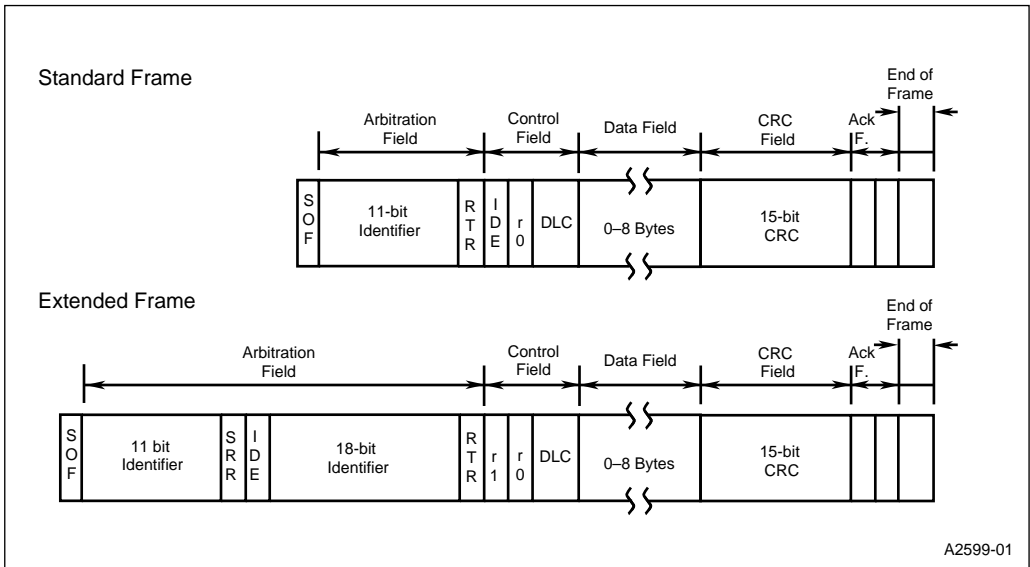 Standard Frame
End of
Frame
Arbitration
Field
Control
Field
Data Field
CRC
Field
Ack
F.
S
O
F
11-bit
Identifier
R
T
R
I
D
E
r
0
DLC
0–8 Bytes
15-bit
CRC
Extended Frame
End of
Frame
Arbitration
Field
Control
Field
Data Field
CRC
Field
Ack
F.
S
O
F
11 bit
Identifier
S
R
R
I
D
E
18-bit
Identifier
R
T
R
r
1
r
0
DLC
0–8 Bytes
15-bit
CRC
A2599-01